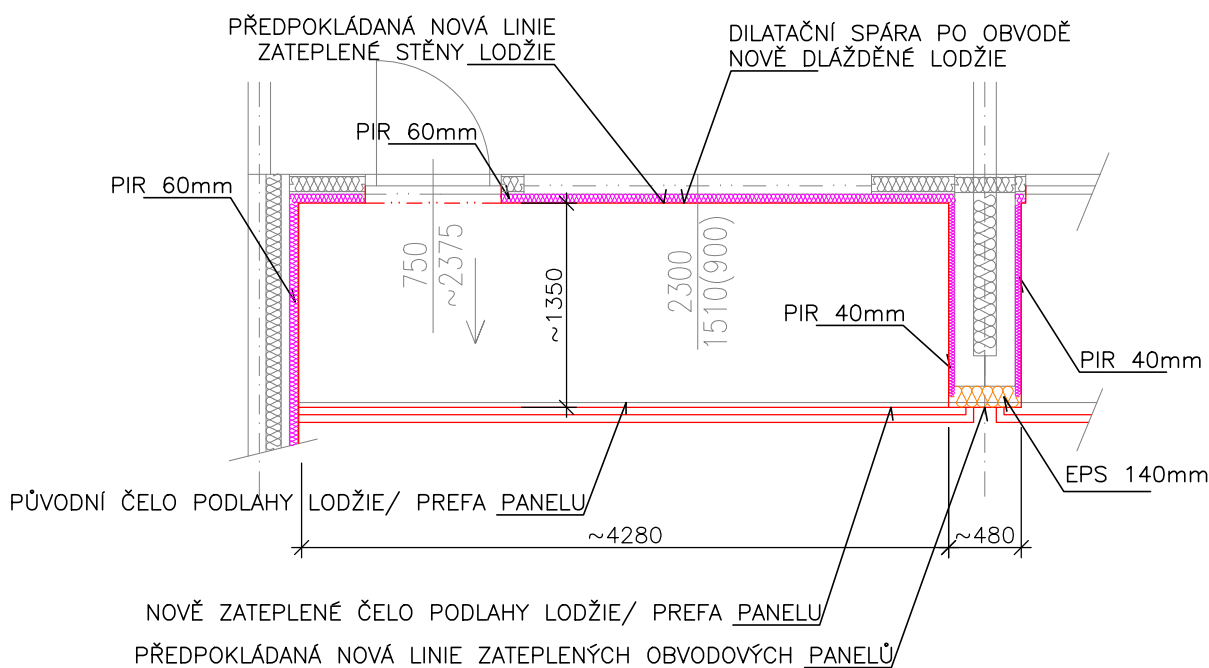 PŘEDPOKLÁDANÁ NOVÁ LINIE
ZATEPLENÉ STĚNY LODŽIE
DILATAČNÍ SPÁRA PO OBVODĚ
NOVĚ DLÁŽDĚNÉ LODŽIE
PIR 60mm
PIR 60mm
750
~2375
~1350
2300
1510(900)
PIR 40mm
PIR 40mm
EPS 140mm
PŮVODNÍ ČELO PODLAHY LODŽIE/ PREFA PANELU
~4280
~480
NOVĚ ZATEPLENÉ ČELO PODLAHY LODŽIE/ PREFA PANELU
PŘEDPOKLÁDANÁ NOVÁ LINIE ZATEPLENÝCH OBVODOVÝCH PANELŮ